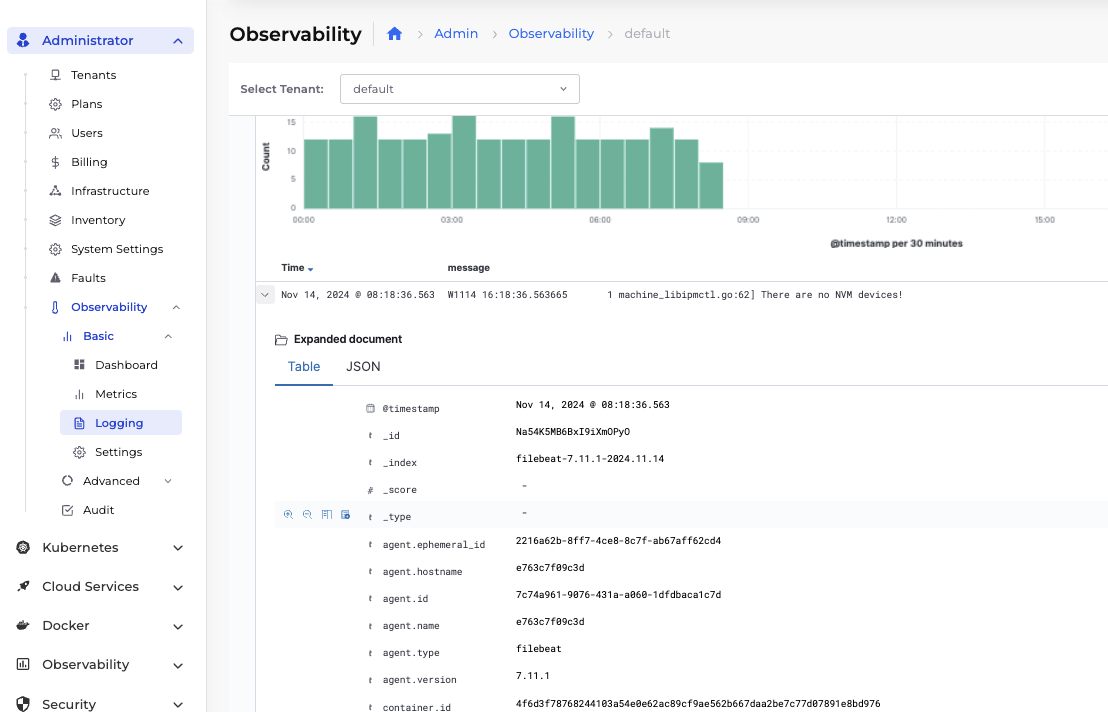 Administrator
Tenants
Plans
Users
Billing
Infrastructure
Inventory
System Settings
Faults
Observability
Basic
Dashboard
Metrics
Logging
Settings
Advanced
Audit
Kubernetes
Cloud Services
Docker
Observability
Security
Observability
Admin
Observability
default
Select Tenant:
default
Count
15
10
5
0
00:00
03:00
06:00
09:00
12:00
15:00
@timestamp per 30 minutes
Time
message
Nov 14, 2024 @ 08:18:36.563 W1114 16:18:36.563665 1 machine_libipmctl.go:62] There are no NVM devices!
Expanded document
Table JSON
@timestamp Nov 14, 2024 @ 08:18:36.563
t _id Na54K5MB6BxI9iXmOPyO
t _index filebeat-7.11.1-2024.11.14
# _score -
t _type -
t agent.ephemeral_id 2216a62b-8ff7-4ce8-8c7f-ab67aff62cd4
t agent.hostname e763c7f09c3d
t agent.id 7c74a961-9076-431a-a060-1dfdbaca1c7d
t agent.name e763c7f09c3d
t agent.type filebeat
t agent.version 7.11.1
t container.id 4f6d3f78768244103a54e0e62ac89cf9ae562b667daa2be7c77d07891e8bd976